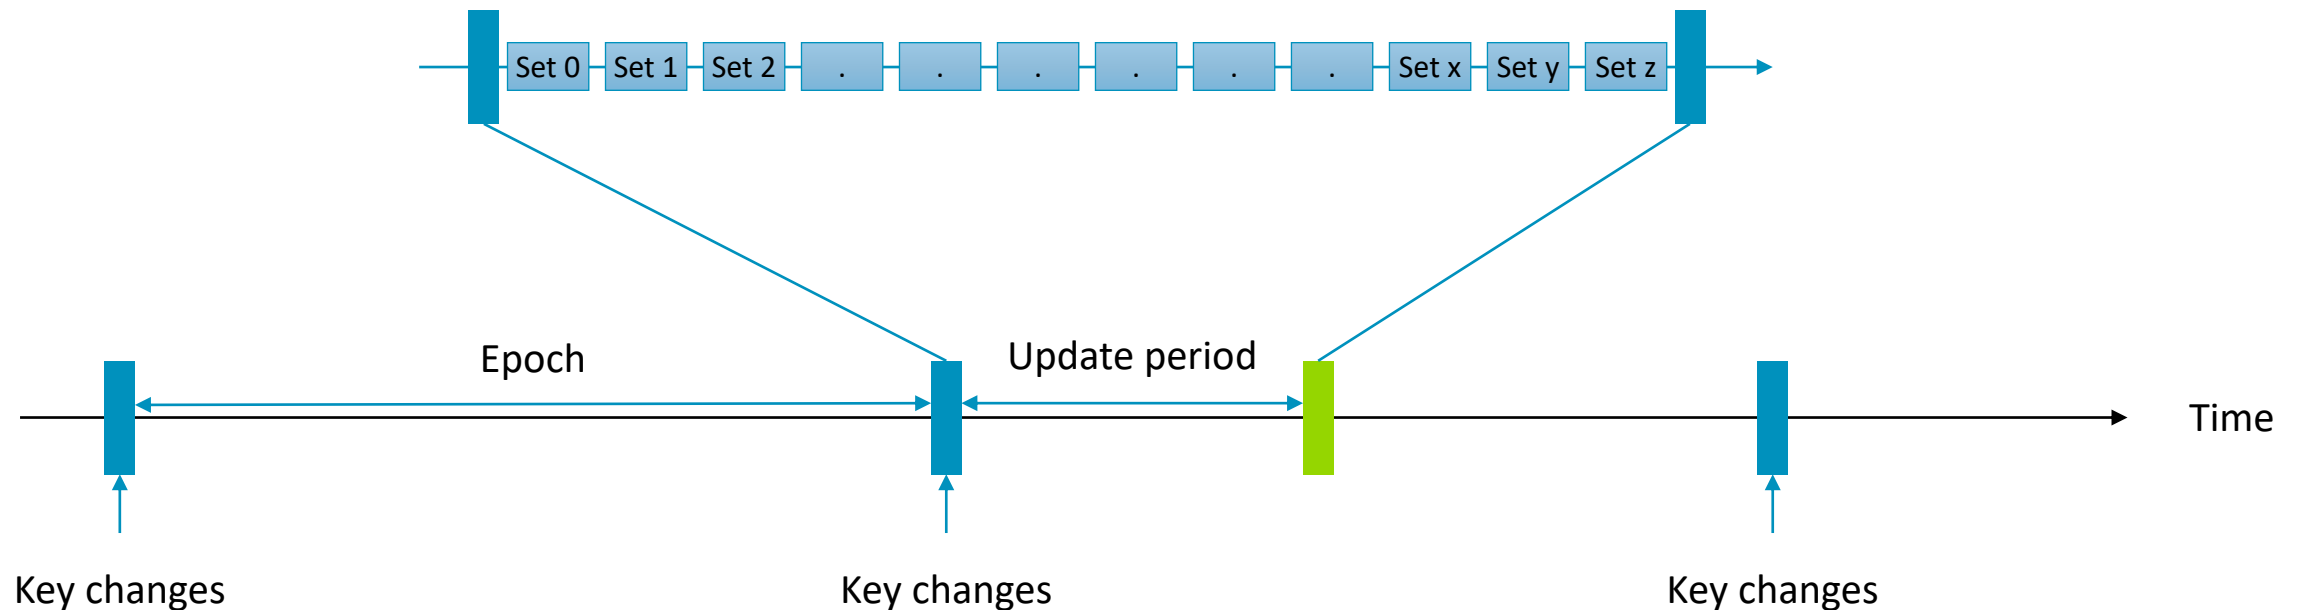 Set 0 Set 1 Set 2 . . . . . . Set x Set y Set z
Epoch Update period
Time
Key changes Key changes Key changes